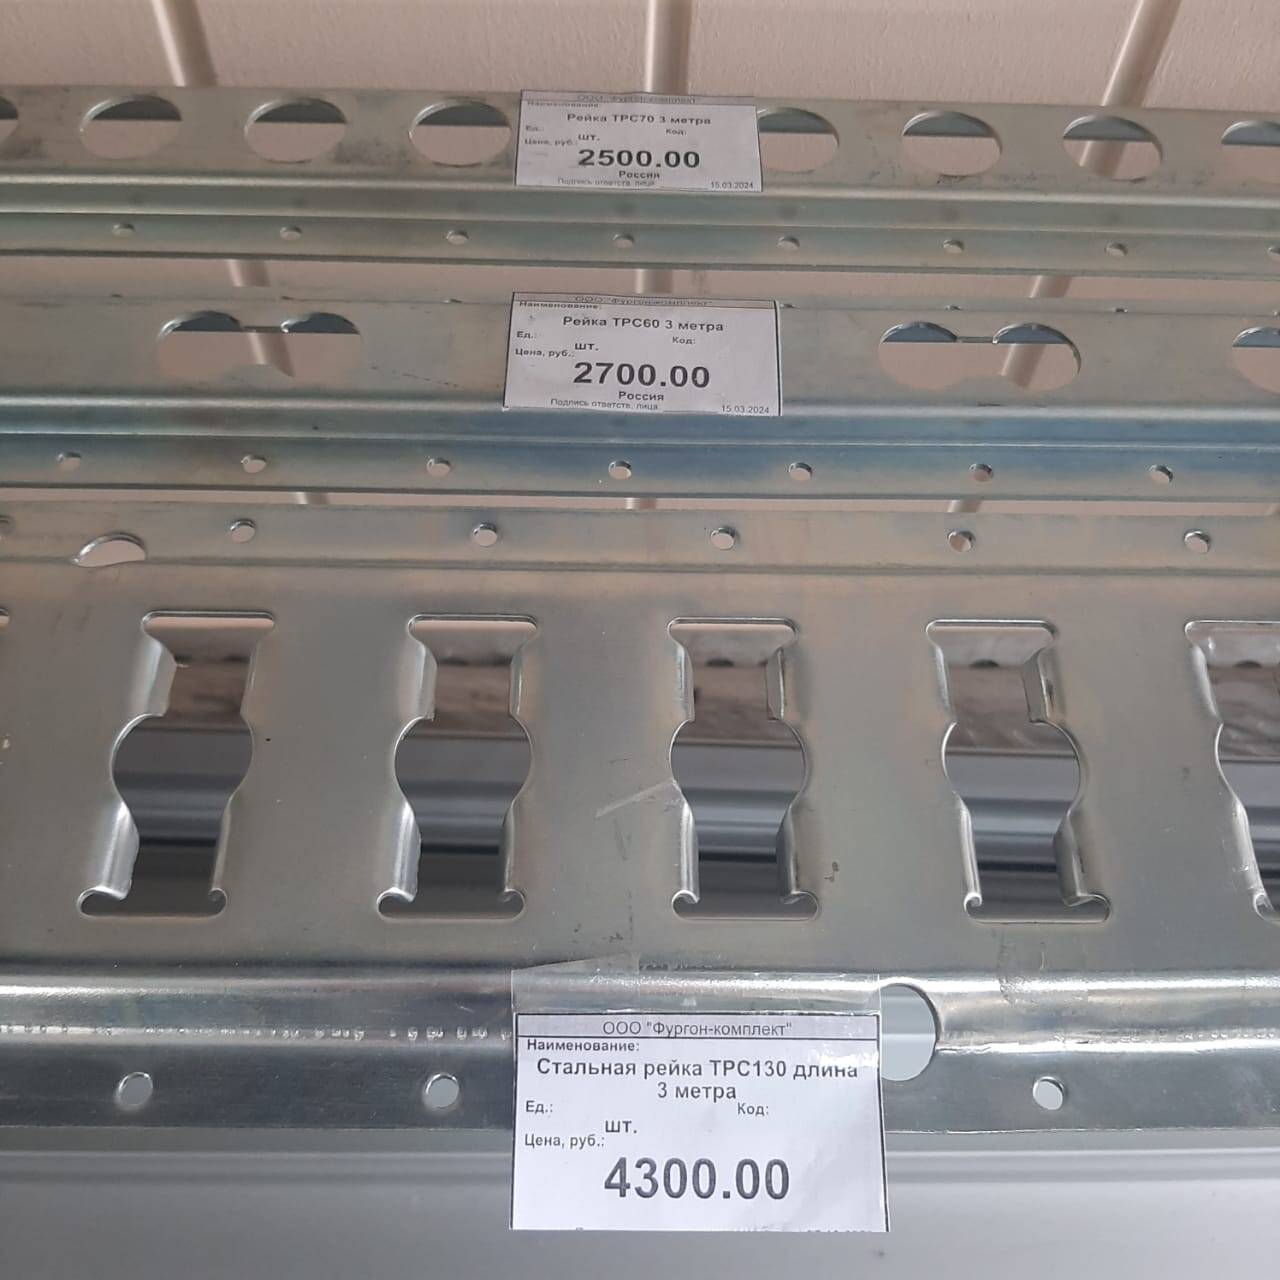 ООО "Фургон-комплект"
Наименование:
Рейка ТРС70 3 метра
Ед.: шт. Код:
Цена, руб.:
2500.00
Россия
Подпись ответств. лица 15.03.2024
ООО "Фургон-комплект"
Наименование:
Рейка ТРС60 3 метра
Ед.: шт. Код:
Цена, руб.:
2700.00
Россия
Подпись ответств. лица 15.03.2024
ООО "Фургон-комплект"
Наименование:
Стальная рейка ТРС130 длина
3 метра
Ед.: Код:
шт.
Цена, руб.:
4300.00